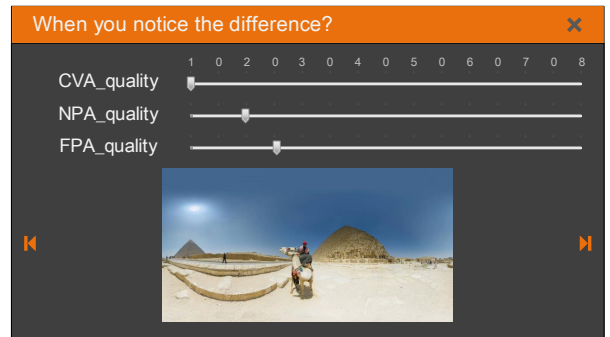 When you notice the difference?
1 0 2 0 3 0 4 0 5 0 6 0 7 0 8
CVA_quality
NPA_quality
FPA_quality